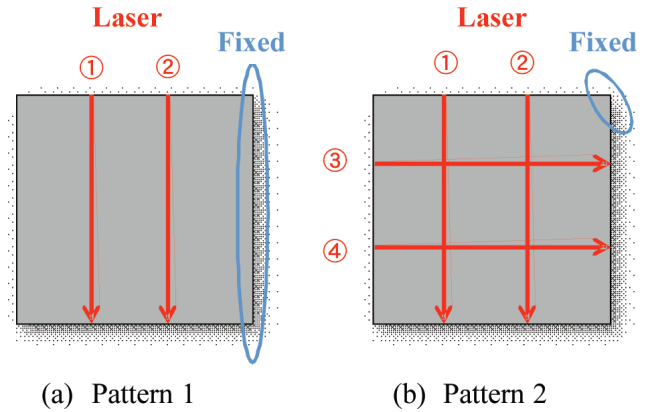 Laser
Fixed
① ②
(a) Pattern 1
Laser
Fixed
① ②
③
④
(b) Pattern 2